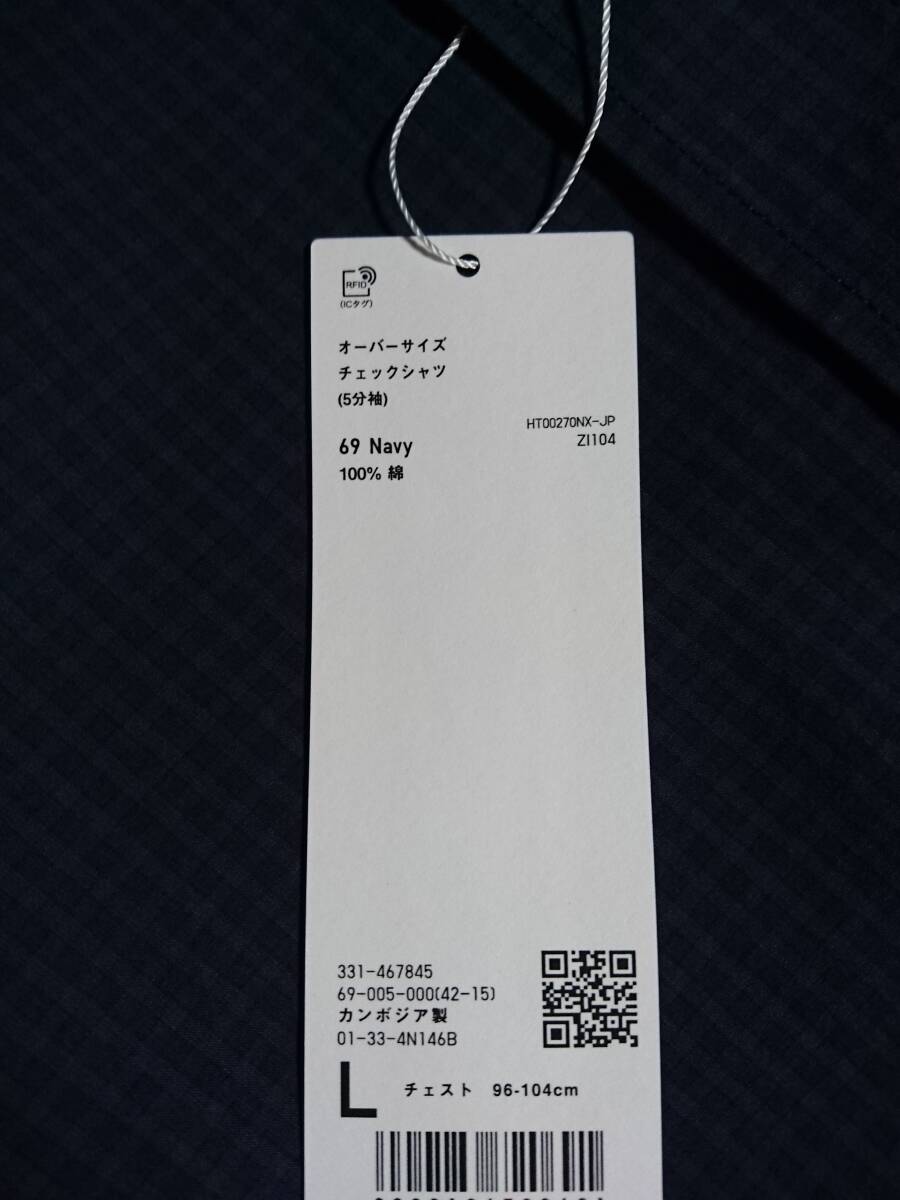 RFID
(ICタグ)
オーバーサイズ
チェックシャツ
(5分袖)
HT00270NX-JP
ZI104
69 Navy
100% 綿
331-467845
69-005-000(42-15)
カンボジア製
01-33-4N146B
L チェスト 96-104cm